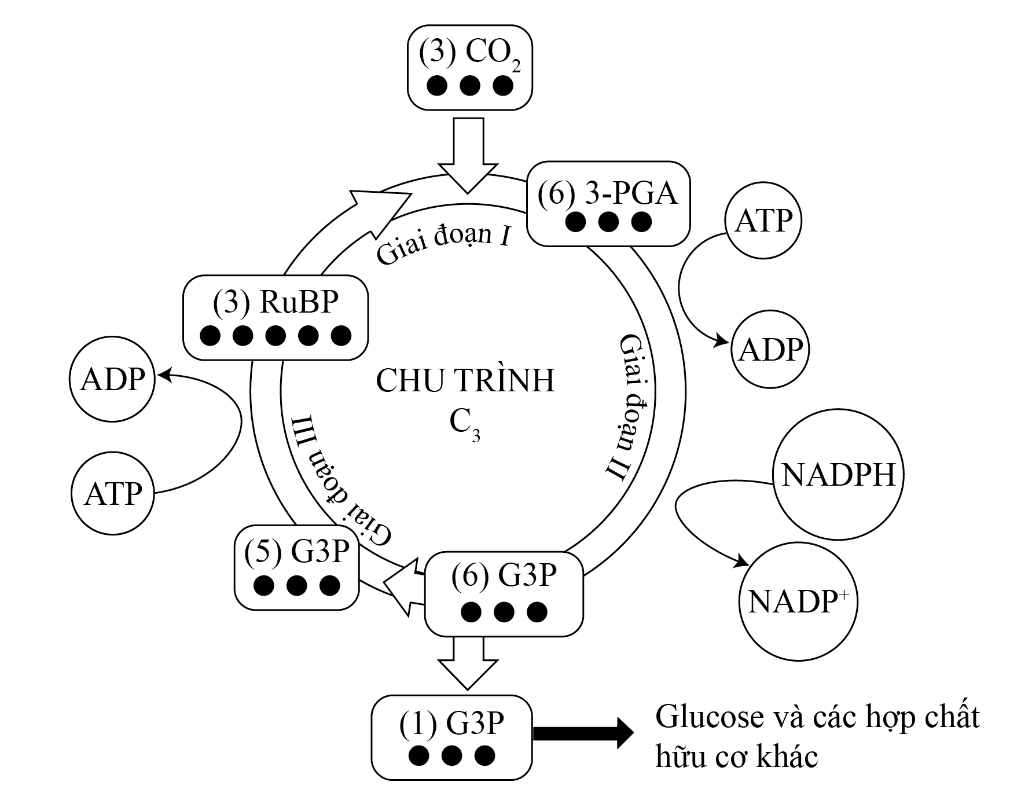 (3) CO₂
(6) 3-PGA
ATP
Giai đoạn I
(3) RuBP
ADP
Giai đoạn II
ADP
CHU TRÌNH
C₃
Giai đoạn III
NADPH
ATP
(5) G3P
(6) G3P
NADP⁺
(1) G3P
Glucose và các hợp chất
hữu cơ khác